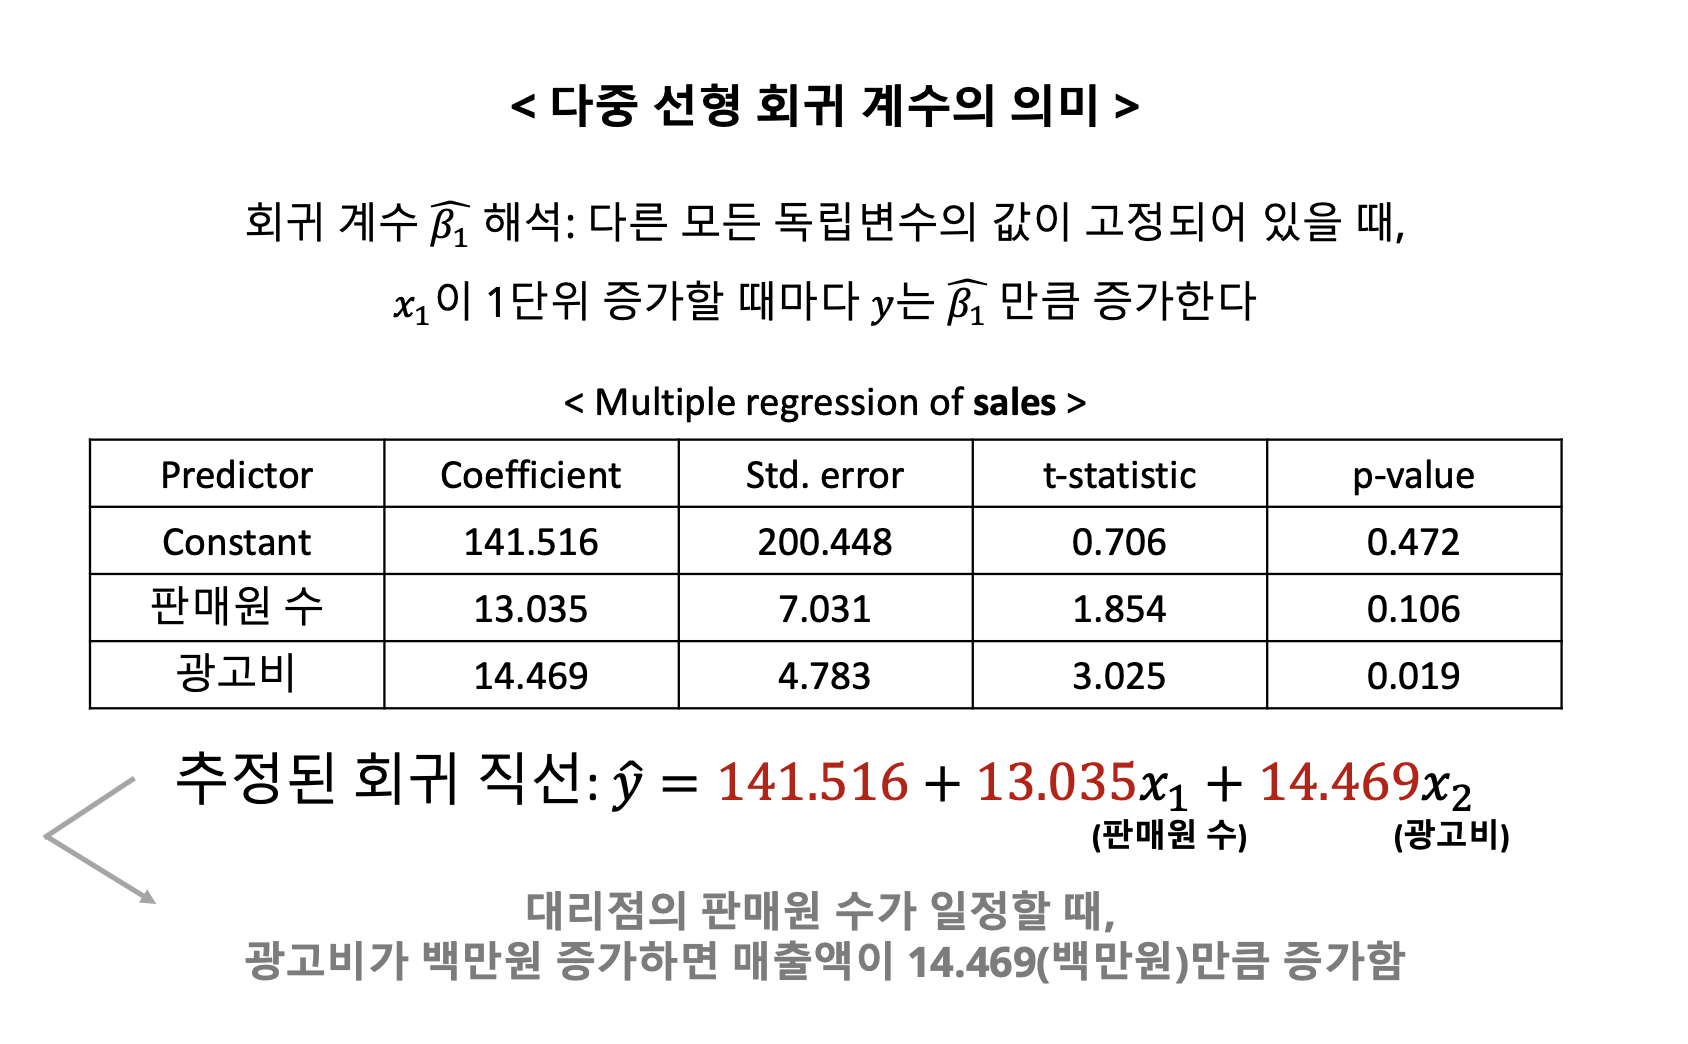 < 다중 선형 회귀 계수의 의미 >
회귀 계수 $\widehat{\beta_1}$ 해석: 다른 모든 독립변수의 값이 고정되어 있을 때,
$x_1$이 1단위 증가할 때마다 $y$는 $\widehat{\beta_1}$ 만큼 증가한다
< Multiple regression of sales >
Predictor Coefficient Std. error t-statistic p-value
Constant 141.516 200.448 0.706 0.472
판매원 수 13.035 7.031 1.854 0.106
광고비 14.469 4.783 3.025 0.019
추정된 회귀 직선: $\hat{y} = 141.516 + 13.035x_1 + 14.469x_2$
(판매원 수) (광고비)
대리점의 판매원 수가 일정할 때,
광고비가 백만원 증가하면 매출액이 14.469(백만원)만큼 증가함